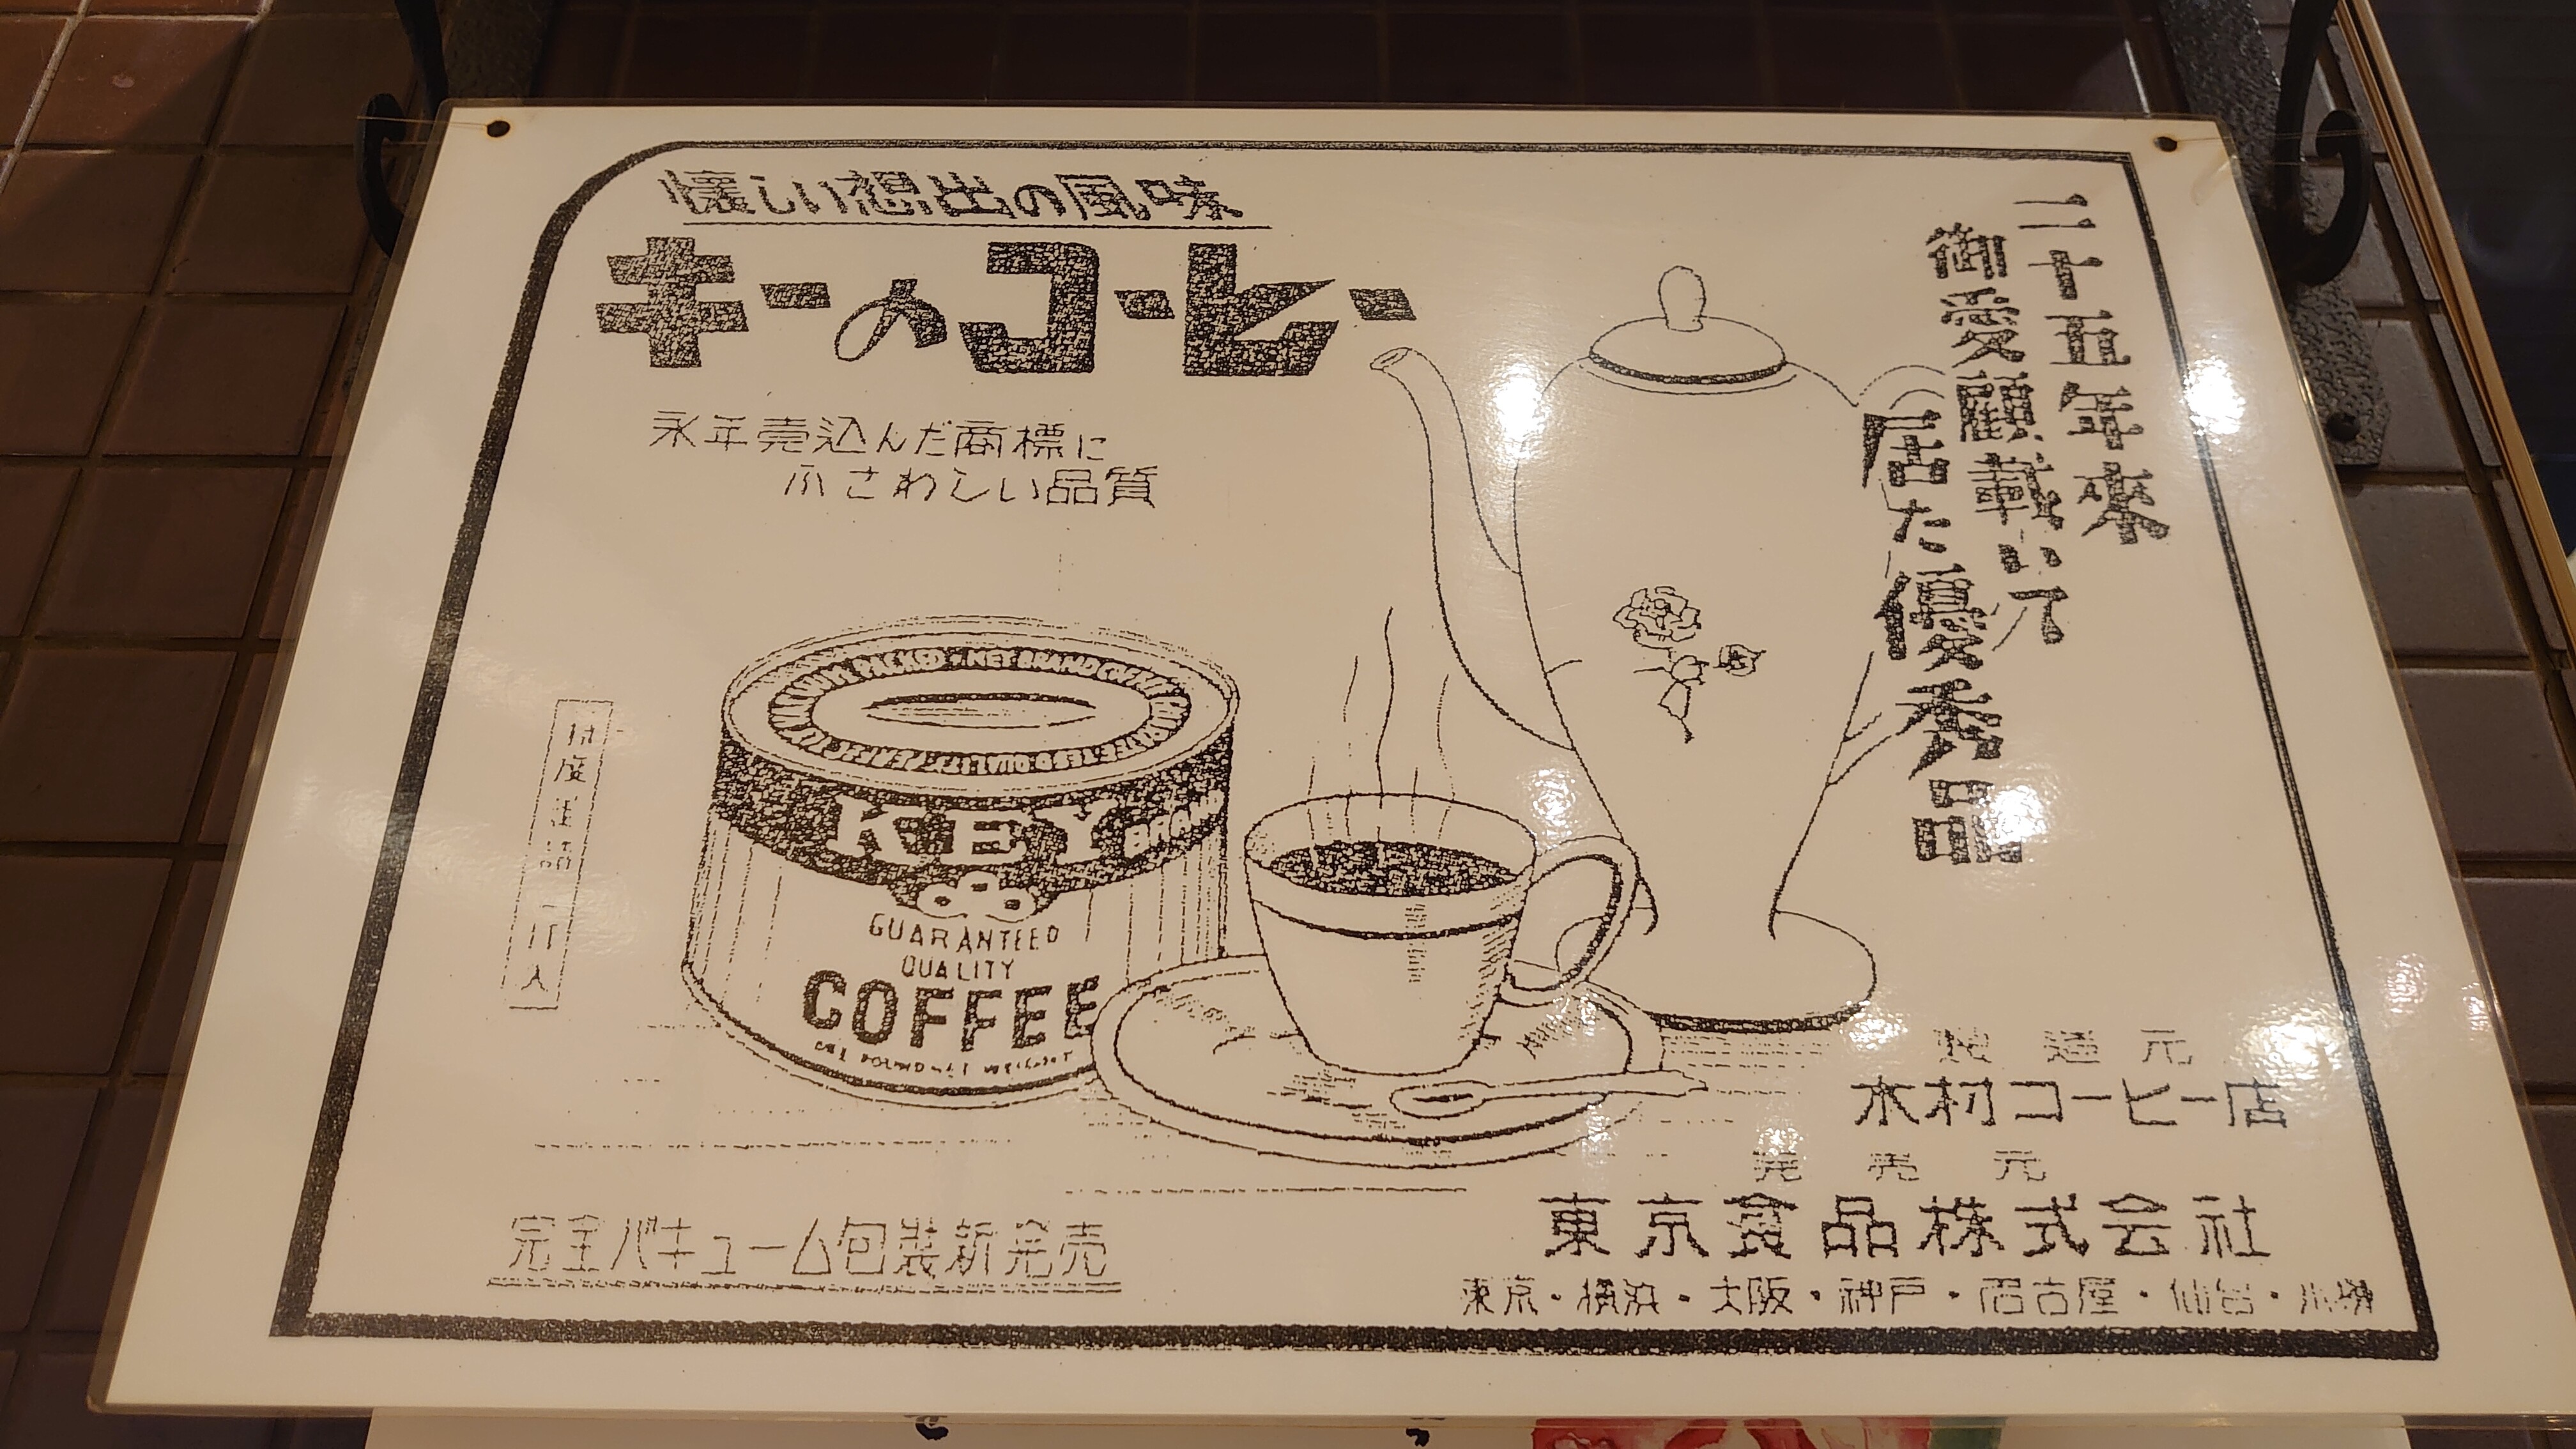 懐しい想出の風味
キーのコーヒー
永年売込んだ商標に
ふさわしい品質
二十五年來
御愛顧戴いて
居た優秀品
KEY
BRAND
GUARANTEED
QUALITY
COFFEE
製造元
木村コーヒー店
発売元
東京食品株式会社
東京・横浜・大阪・神戸・名古屋・仙台・小樽
完全バキューム包装新発売